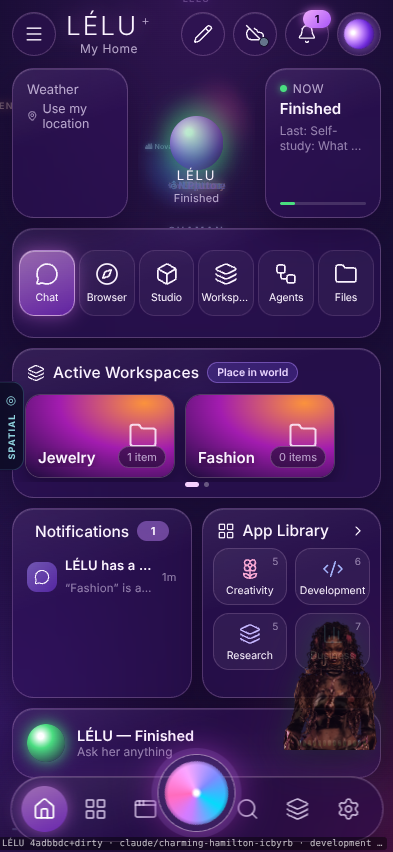 LÉLU +
My Home
1
Weather
Use my
location
LÉLU
Finished
NOW
Finished
Last: Self-
study: What ...
Chat
Browser
Studio
Worksp...
Agents
Files
Active Workspaces
Place in world
SPATIAL
Jewelry
1 item
Fashion
0 items
Notifications
1
LÉLU has a ...
“Fashion” is a...
1m
App Library
Creativity
5
Development
6
Research
5
7
LÉLU — Finished
Ask her anything
LÉLU 4adbbdc+dirty · claude/charming-hamilton-icbyrb · development …